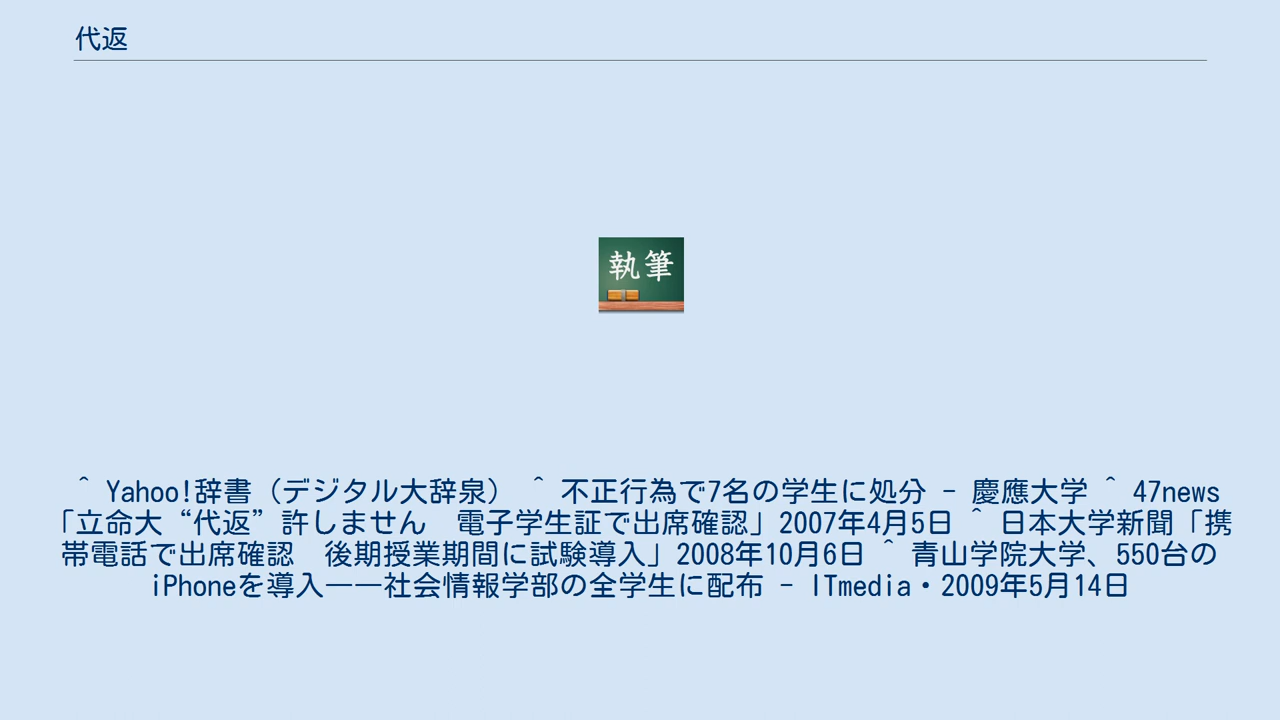 代返
執筆
^ Yahoo!辞書（デジタル大辞泉） ^ 不正行為で7名の学生に処分 - 慶應大学 ^ 47news
「立命大“代返”許しません　電子学生証で出席確認」2007年4月5日 ^ 日本大学新聞「携
帯電話で出席確認　後期授業期間に試験導入」2008年10月6日 ^ 青山学院大学、550台の
iPhoneを導入――社会情報学部の全学生に配布 - ITmedia・2009年5月14日